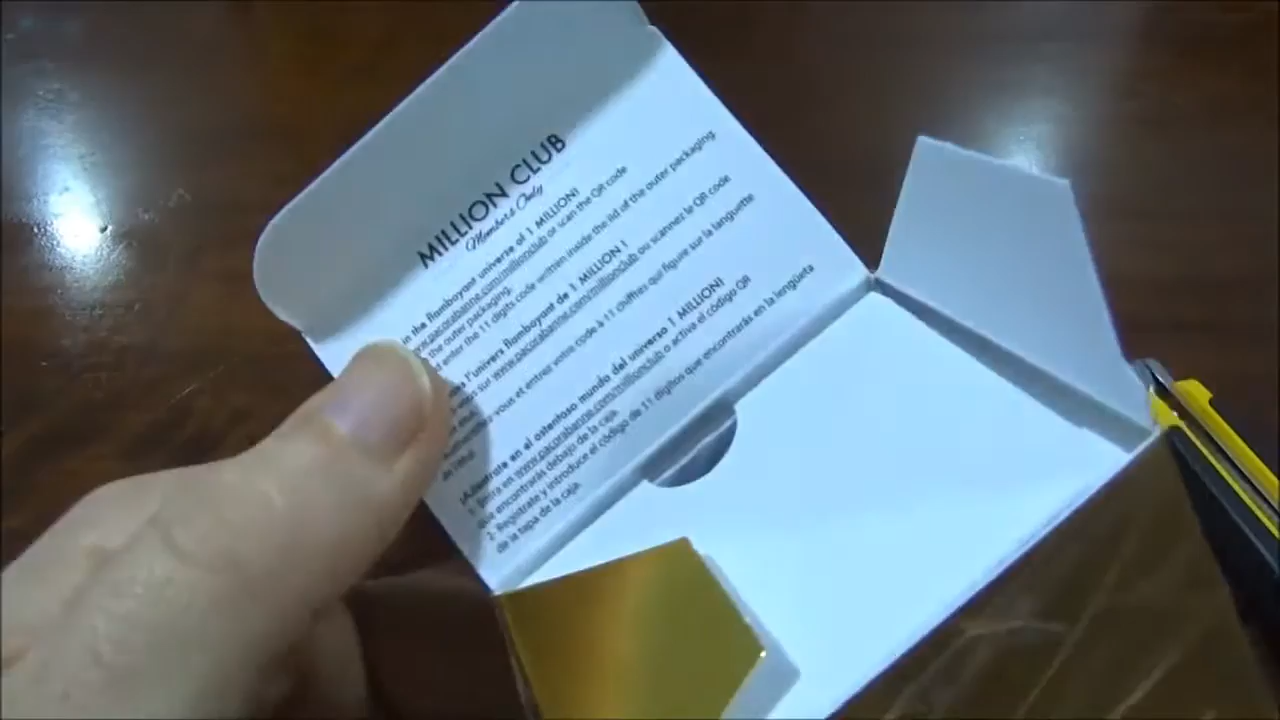 MILLION CLUB
Members Only
in the flamboyant universe of 1 MILLION!
www.pacorabanne.com/millionclub or scan the QR code
the outer packaging.
enter the 11 digits code written inside the lid of the outer packaging.
l'univers flamboyant de 1 MILLION !
sur www.pacorabanne.com/millionclub ou scannez le QR code
vous et entrez votre code à 11 chiffres qui figure sur la languette
¡Adéntrate en el ostentoso mundo del universo 1 MILLION!
1. Entra en www.pacorabanne.com/millionclub o activa el código QR
que encontrarás debajo de la caja.
2. Regístrate y introduce el código de 11 dígitos que encontrarás en la lengüeta
de la tapa de la caja.